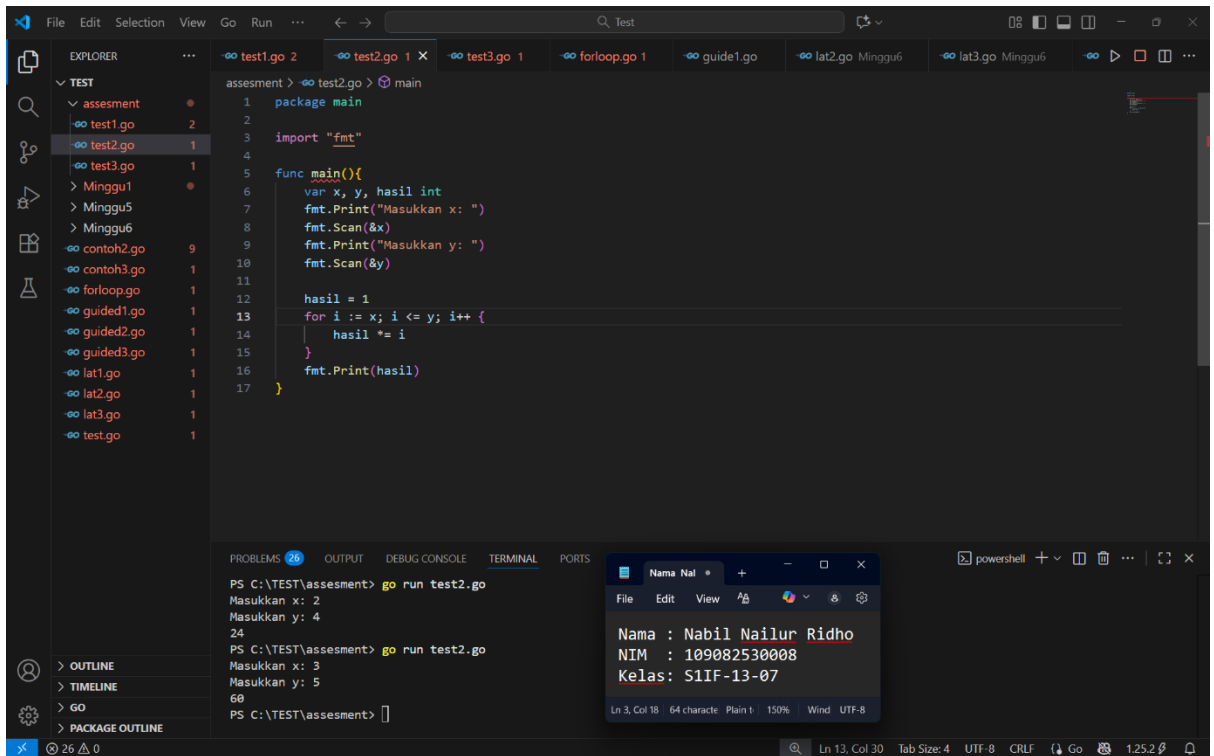 File Edit Selection View Go Run ... Test
EXPLORER ...
test1.go 2 test2.go 1 test3.go 1 forloop.go 1 guide1.go lat2.go Minggu6 lat3.go Minggu6
TEST
assesment
test1.go 2
test2.go 1
test3.go 1
Minggu1
Minggu5
Minggu6
contoh2.go 9
contoh3.go 1
forloop.go 1
guided1.go 1
guided2.go 1
guided3.go 1
lat1.go 1
lat2.go 1
lat3.go 1
test.go 1
OUTLINE
TIMELINE
GO
PACKAGE OUTLINE
assesment > test2.go > main
1 package main
2
3 import "fmt"
4
5 func main(){
6 var x, y, hasil int
7 fmt.Print("Masukkan x: ")
8 fmt.Scan(&x)
9 fmt.Print("Masukkan y: ")
10 fmt.Scan(&y)
11
12 hasil = 1
13 for i := x; i <= y; i++ {
14 hasil *= i
15 }
16 fmt.Print(hasil)
17 }
PROBLEMS 26 OUTPUT DEBUG CONSOLE TERMINAL PORTS
powershell
PS C:\TEST\assesment> go run test2.go
Masukkan x: 2
Masukkan y: 4
24
PS C:\TEST\assesment> go run test2.go
Masukkan x: 3
Masukkan y: 5
60
PS C:\TEST\assesment>
Nama Nal
File Edit View
Nama : Nabil Nailur Ridho
NIM : 109082530008
Kelas: S1IF-13-07
Ln 3, Col 18 64 characte Plain t 150% Wind UTF-8
26 0
Ln 13, Col 30 Tab Size: 4 UTF-8 CRLF Go 1.25.2